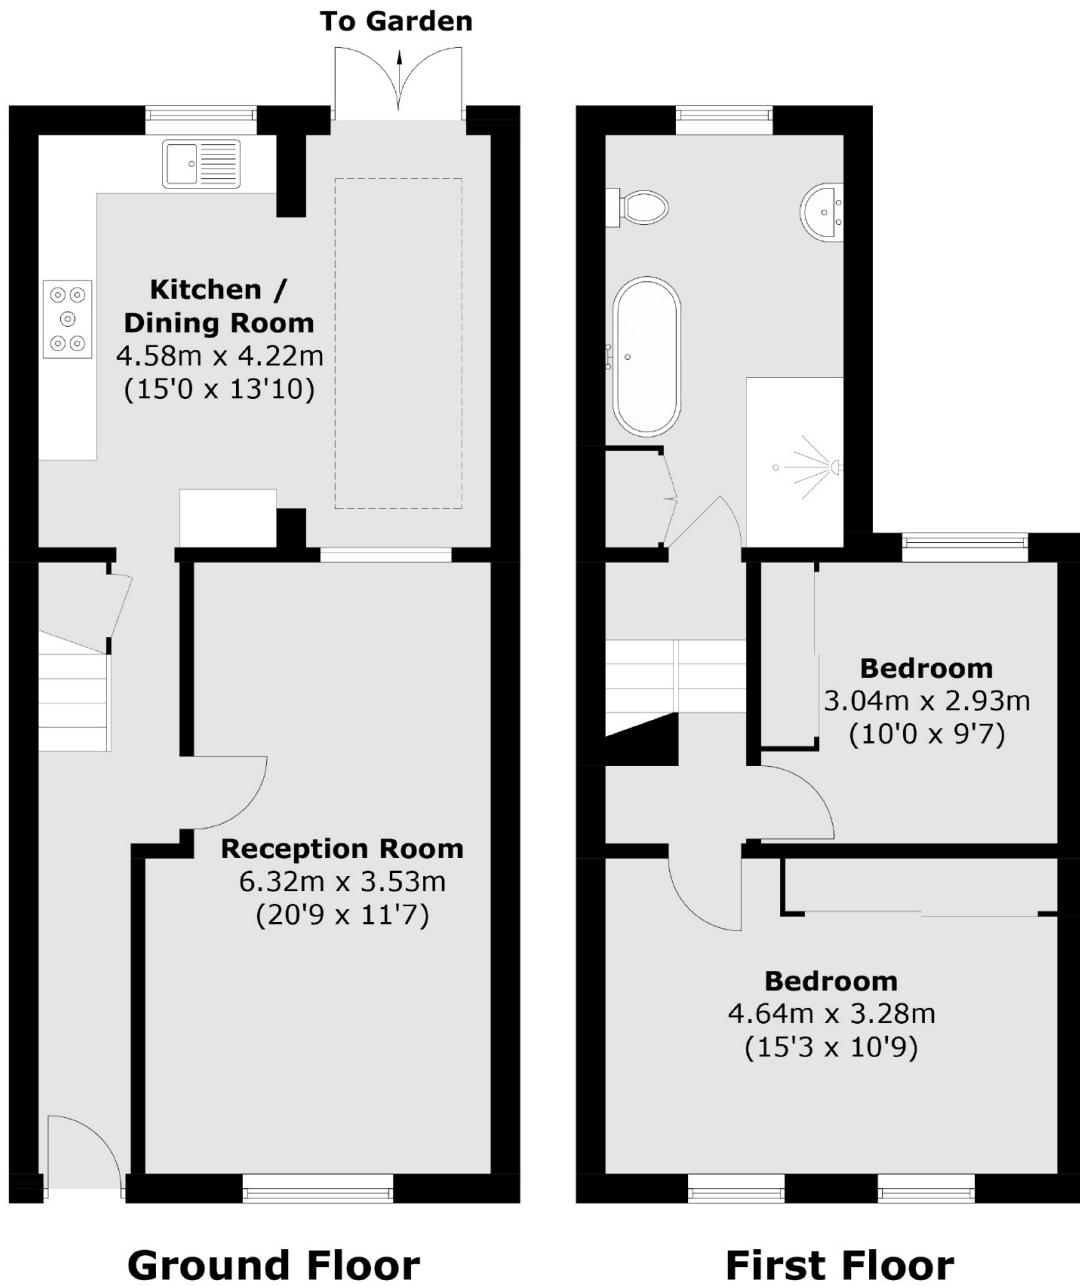 To Garden
Kitchen /
Dining Room
4.58m x 4.22m
(15'0 x 13'10)
Reception Room
6.32m x 3.53m
(20'9 x 11'7)
Ground Floor
Bedroom
3.04m x 2.93m
(10'0 x 9'7)
Bedroom
4.64m x 3.28m
(15'3 x 10'9)
First Floor